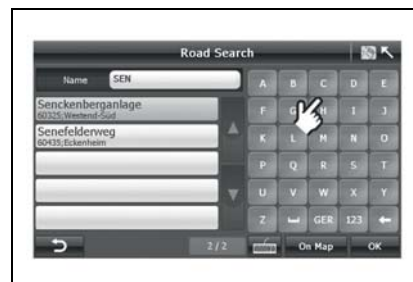 Road Search
Name SEN
Senckenberganlage
60325; Westend-Süd
Senefelderweg
60435; Eckenheim
A B C D E
F G H I J
K L M N O
P Q R S T
U V W X Y
Z GER 123
2/2 On Map OK